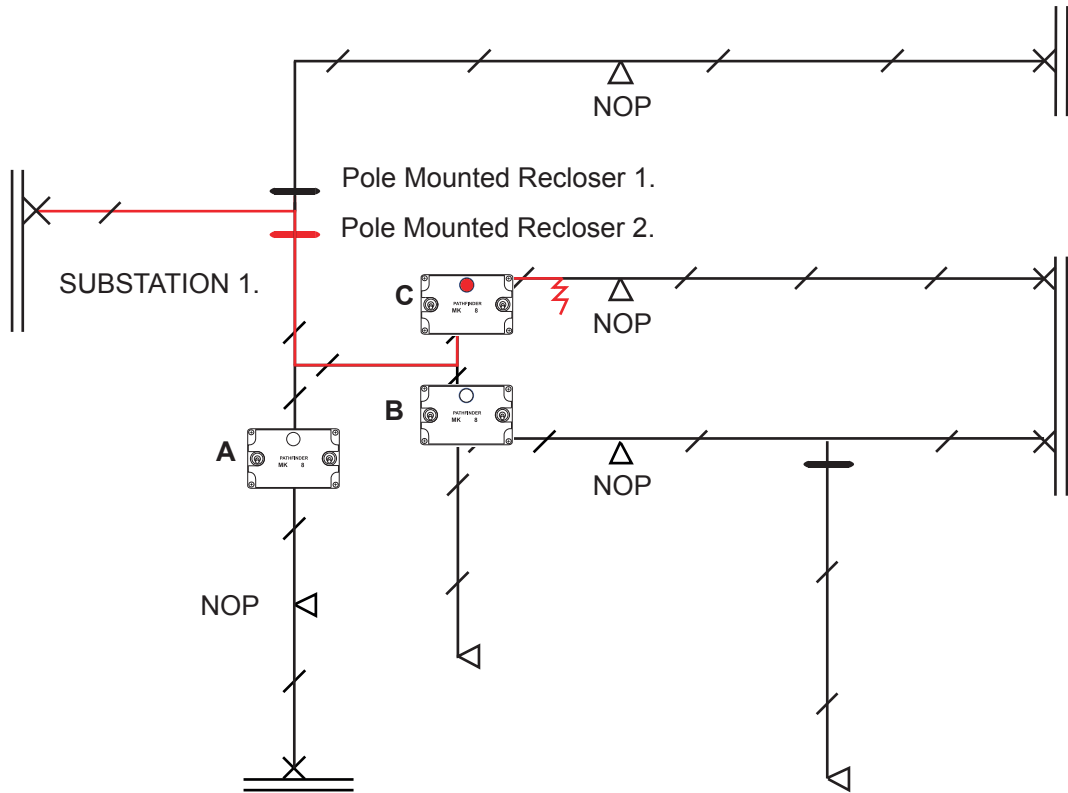 NOP
Pole Mounted Recloser 1.
Pole Mounted Recloser 2.
SUBSTATION 1.
C
PATHFINDER
MK 8
NOP
B
PATHFINDER
MK 8
A
PATHFINDER
MK 8
NOP
NOP